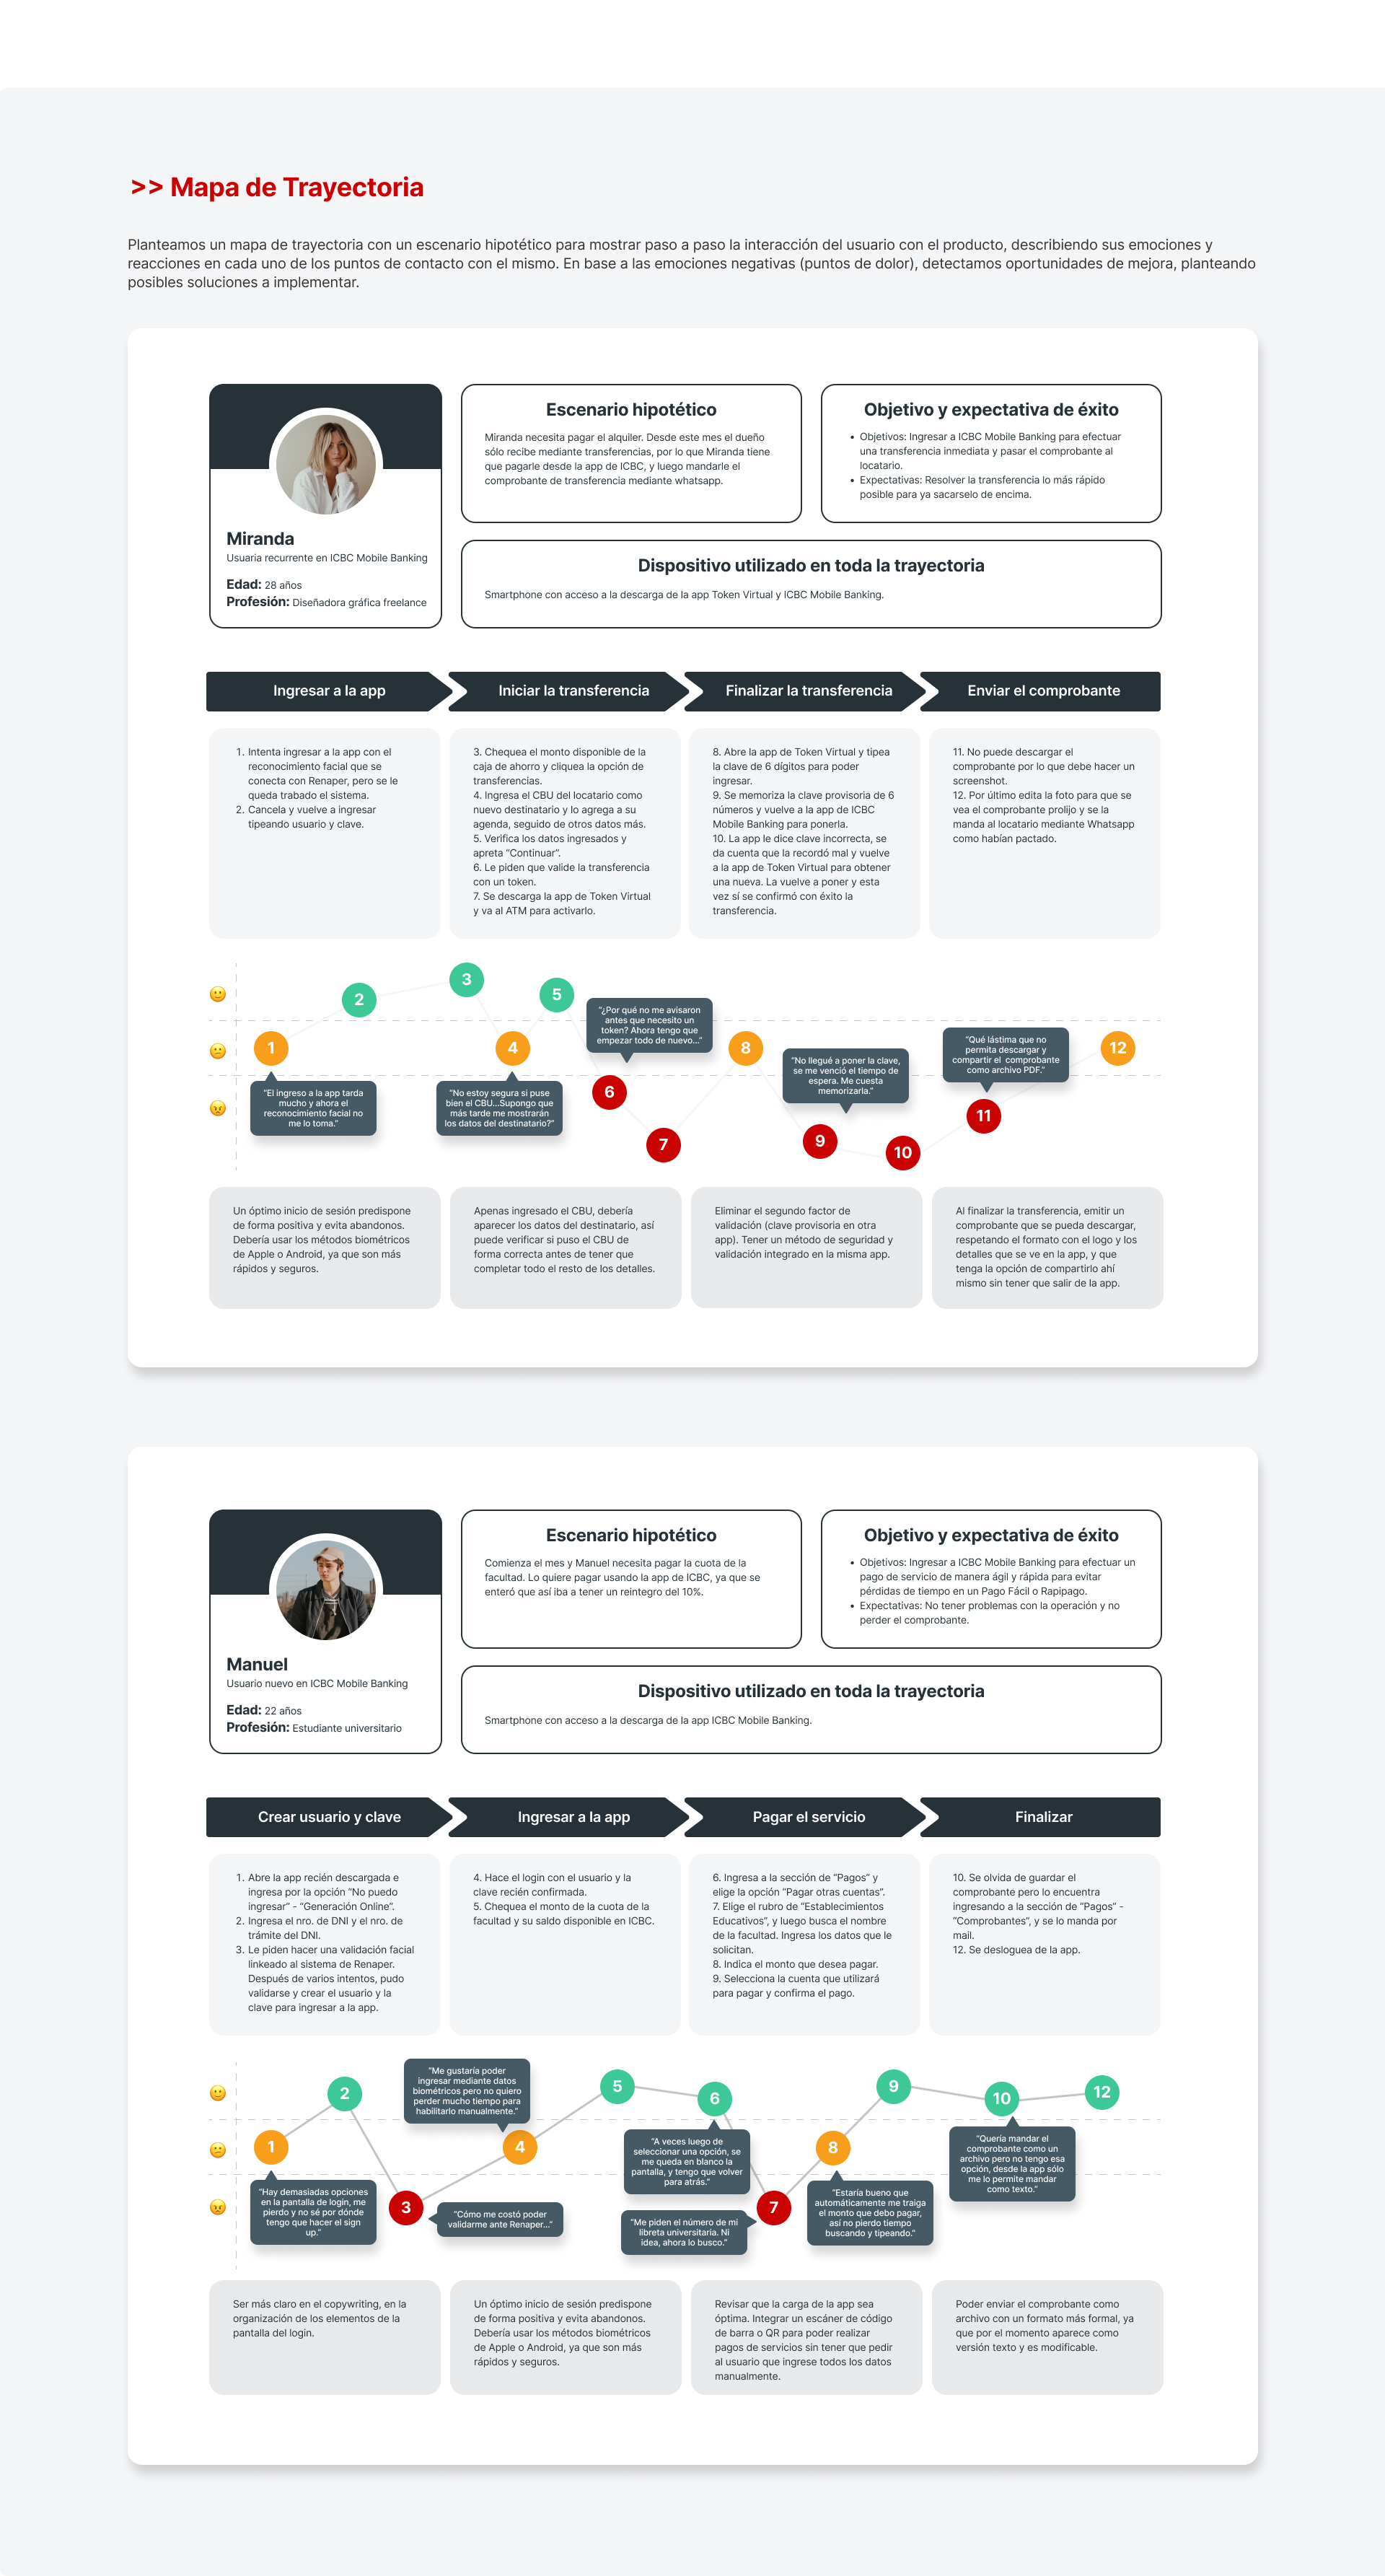 >> Mapa de Trayectoria
Planteamos un mapa de trayectoria con un escenario hipotético para mostrar paso a paso la interacción del usuario con el producto, describiendo sus emociones y
reacciones en cada uno de los puntos de contacto con el mismo. En base a las emociones negativas (puntos de dolor), detectamos oportunidades de mejora, planteando
posibles soluciones a implementar.
Miranda
Usuaria recurrente en ICBC Mobile Banking
Edad: 28 años
Profesión: Diseñadora gráfica freelance
Escenario hipotético
Miranda necesita pagar el alquiler. Desde este mes el dueño
sólo recibe mediante transferencias, por lo que Miranda tiene
que pagarle desde la app de ICBC, y luego mandarle el
comprobante de transferencia mediante whatsapp.
Objetivo y expectativa de éxito
• Objetivos: Ingresar a ICBC Mobile Banking para efectuar
una transferencia inmediata y pasar el comprobante al
locatario.
• Expectativas: Resolver la transferencia lo más rápido
posible para ya sacarselo de encima.
Dispositivo utilizado en toda la trayectoria
Smartphone con acceso a la descarga de la app Token Virtual y ICBC Mobile Banking.
Ingresar a la app
Iniciar la transferencia
Finalizar la transferencia
Enviar el comprobante
1. Intenta ingresar a la app con el
reconocimiento facial que se
conecta con Renaper, pero se le
queda trabado el sistema.
2. Cancela y vuelve a ingresar
tipeando usuario y clave.
3. Chequea el monto disponible de la
caja de ahorro y cliquea la opción de
transferencias.
4. Ingresa el CBU del locatario como
nuevo destinatario y lo agrega a su
agenda, seguido de otros datos más.
5. Verifica los datos ingresados y
apreta “Continuar”.
6. Le piden que valide la transferencia
con un token.
7. Se descarga la app de Token Virtual
y va al ATM para activarlo.
8. Abre la app de Token Virtual y tipea
la clave de 6 dígitos para poder
ingresar.
9. Se memoriza la clave provisoria de 6
números y vuelve a la app de ICBC
Mobile Banking para ponerla.
10. La app le dice clave incorrecta, se
da cuenta que la recordó mal y vuelve
a la app de Token Virtual para obtener
una nueva. La vuelve a poner y esta
vez sí se confirmó con éxito la
transferencia.
11. No puede descargar el
comprobante por lo que debe hacer un
screenshot.
12. Por último edita la foto para que se
vea el comprobante prolijo y se la
manda al locatario mediante Whatsapp
como habían pactado.
1
2
3
4
5
6
7
8
9
10
11
12
“El ingreso a la app tarda
mucho y ahora el
reconocimiento facial no
me lo toma.”
“No estoy segura si puse
bien el CBU...Supongo que
más tarde me mostrarán
los datos del destinatario?”
“¿Por qué no me avisaron
antes que necesito un
token? Ahora tengo que
empezar todo de nuevo...”
“No llegué a poner la clave,
se me venció el tiempo de
espera. Me cuesta
memorizarla.”
“Qué lástima que no
permita descargar y
compartir el comprobante
como archivo PDF.”
Un óptimo inicio de sesión predispone
de forma positiva y evita abandonos.
Debería usar los métodos biométricos
de Apple o Android, ya que son más
rápidos y seguros.
Apenas ingresado el CBU, debería
aparecer los datos del destinatario, así
puede verificar si puso el CBU de
forma correcta antes de tener que
completar todo el resto de los detalles.
Eliminar el segundo factor de
validación (clave provisoria en otra
app). Tener un método de seguridad y
validación integrado en la misma app.
Al finalizar la transferencia, emitir un
comprobante que se pueda descargar,
respetando el formato con el logo y los
detalles que se ve en la app, y que
tenga la opción de compartirlo ahí
mismo sin tener que salir de la app.
Manuel
Usuario nuevo en ICBC Mobile Banking
Edad: 22 años
Profesión: Estudiante universitario
Escenario hipotético
Comienza el mes y Manuel necesita pagar la cuota de la
facultad. Lo quiere pagar usando la app de ICBC, ya que se
enteró que así iba a tener un reintegro del 10%.
Objetivo y expectativa de éxito
• Objetivos: Ingresar a ICBC Mobile Banking para efectuar un
pago de servicio de manera ágil y rápida para evitar
pérdidas de tiempo en un Pago Fácil o Rapipago.
• Expectativas: No tener problemas con la operación y no
perder el comprobante.
Dispositivo utilizado en toda la trayectoria
Smartphone con acceso a la descarga de la app ICBC Mobile Banking.
Crear usuario y clave
Ingresar a la app
Pagar el servicio
Finalizar
1. Abre la app recién descargada e
ingresa por la opción “No puedo
ingresar” - “Generación Online”.
2. Ingresa el nro. de DNI y el nro. de
trámite del DNI.
3. Le piden hacer una validación facial
linkeado al sistema de Renaper.
Después de varios intentos, pudo
validarse y crear el usuario y la
clave para ingresar a la app.
4. Hace el login con el usuario y la
clave recién confirmada.
5. Chequea el monto de la cuota de la
facultad y su saldo disponible en ICBC.
6. Ingresa a la sección de “Pagos” y
elige la opción “Pagar otras cuentas”.
7. Elige el rubro de “Establecimientos
Educativos”, y luego busca el nombre
de la facultad. Ingresa los datos que le
solicitan.
8. Indica el monto que desea pagar.
9. Selecciona la cuenta que utilizará
para pagar y confirma el pago.
10. Se olvida de guardar el
comprobante pero lo encuentra
ingresando a la sección de “Pagos” -
“Comprobantes”, y se lo manda por
mail.
12. Se desloguea de la app.
1
2
3
4
5
6
7
8
9
10
12
“Hay demasiadas opciones
en la pantalla de login, me
pierdo y no sé por dónde
tengo que hacer el sign
up.”
“Me gustaría poder
ingresar mediante datos
biométricos pero no quiero
perder mucho tiempo para
habilitarlo manualmente.”
“Cómo me costó poder
validarme ante Renaper...”
“A veces luego de
seleccionar una opción, se
me queda en blanco la
pantalla, y tengo que volver
para atrás.”
“Me piden el número de mi
libreta universitaria. Ni
idea, ahora lo busco.”
“Estaría bueno que
automáticamente me traiga
el monto que debo pagar,
así no pierdo tiempo
buscando y tipeando.”
“Quería mandar el
comprobante como un
archivo pero no tengo esa
opción, desde la app sólo
me lo permite mandar
como texto.”
Ser más claro en el copywriting, en la
organización de los elementos de la
pantalla del login.
Un óptimo inicio de sesión predispone
de forma positiva y evita abandonos.
Debería usar los métodos biométricos
de Apple o Android, ya que son más
rápidos y seguros.
Revisar que la carga de la app sea
óptima. Integrar un escáner de código
de barra o QR para poder realizar
pagos de servicios sin tener que pedir
al usuario que ingrese todos los datos
manualmente.
Poder enviar el comprobante como
archivo con un formato más formal, ya
que por el momento aparece como
versión texto y es modificable.